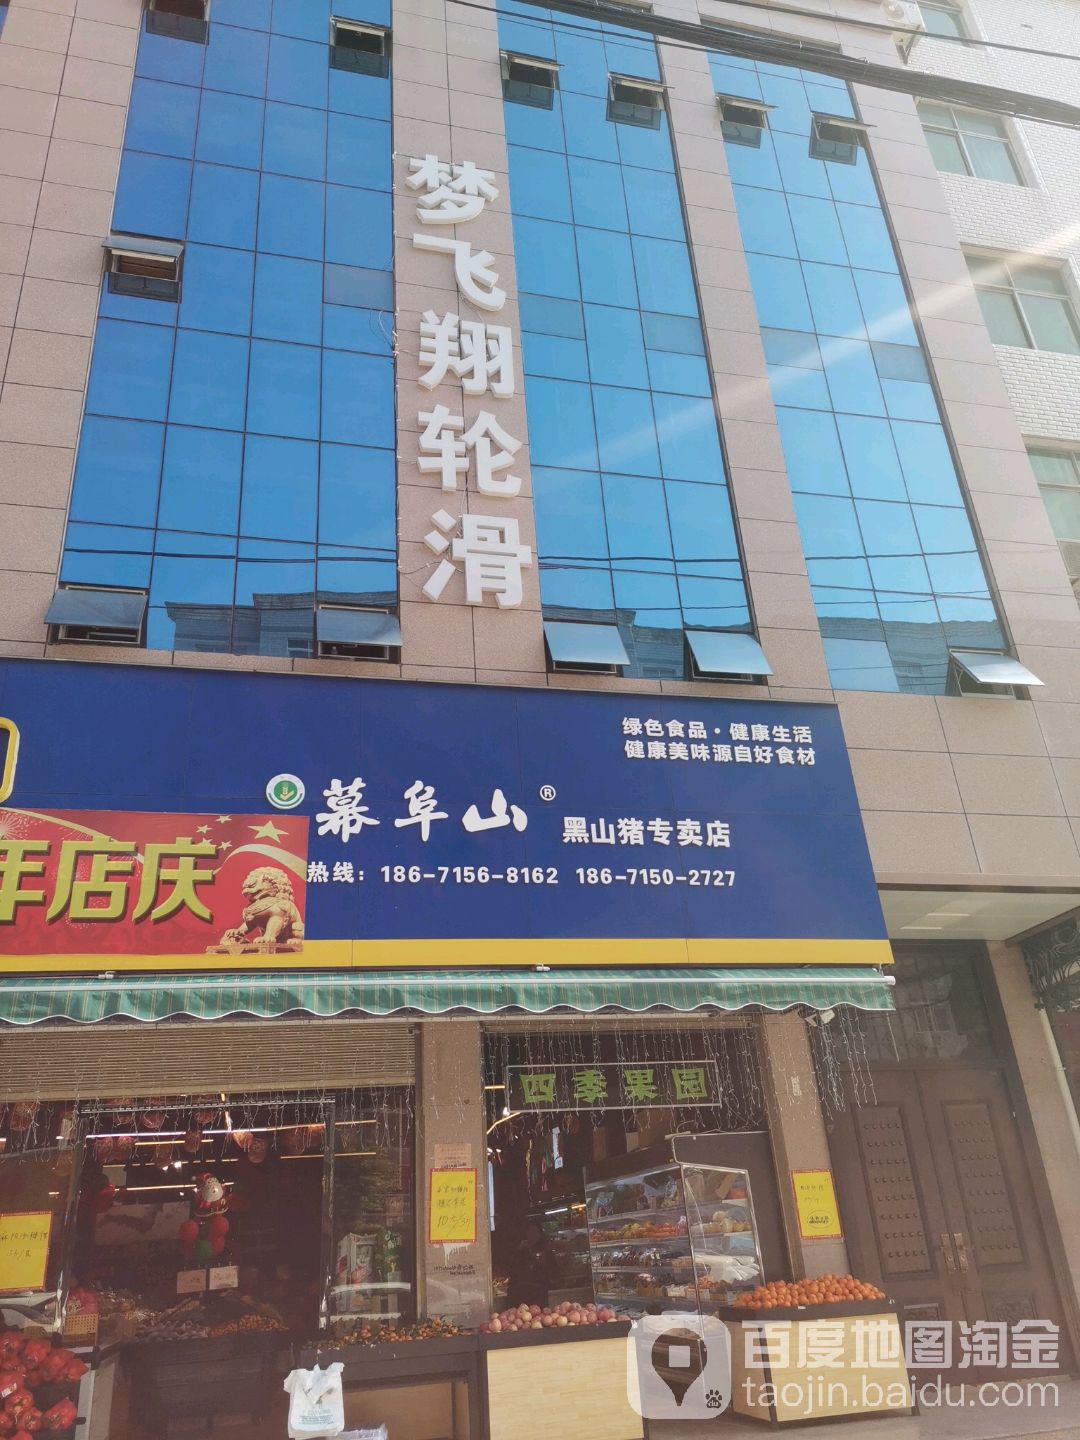 梦飞翔轮滑
绿色食品·健康生活
健康美味源自好食材
幕阜山®
黑山猪专卖店
热线：186-7156-8162 186-7150-2727
年店庆
四季果园
百度地图淘金
taojin.baidu.com